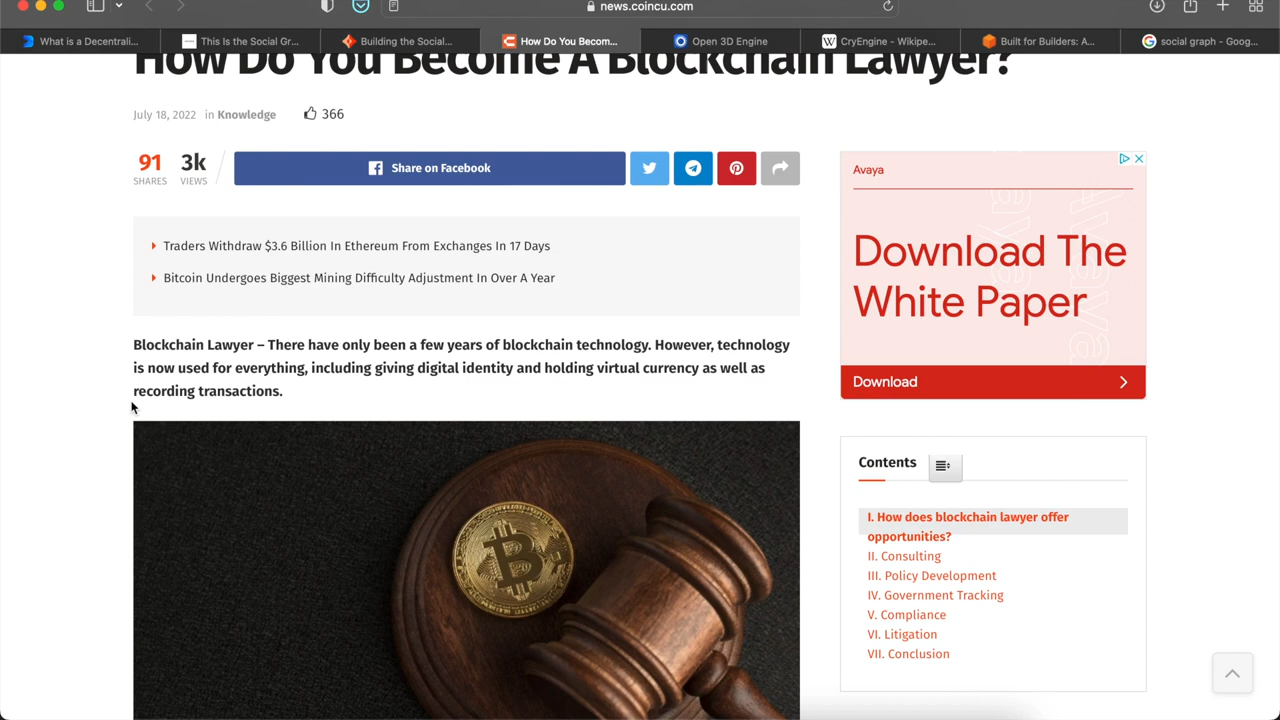 news.coincu.com
What is a Decentrali...
This Is the Social Gr...
Building the Social...
How Do You Becom...
Open 3D Engine
CryEngine - Wikipe...
Built for Builders: A...
social graph - Goog...
How Do You Become A Blockchain Lawyer?
July 18, 2022 in Knowledge 366
91 SHARES
3k VIEWS
Share on Facebook
Traders Withdraw $3.6 Billion In Ethereum From Exchanges In 17 Days
Bitcoin Undergoes Biggest Mining Difficulty Adjustment In Over A Year
Blockchain Lawyer – There have only been a few years of blockchain technology. However, technology
is now used for everything, including giving digital identity and holding virtual currency as well as
recording transactions.
Avaya
Download The
White Paper
Download
Contents
I. How does blockchain lawyer offer
opportunities?
II. Consulting
III. Policy Development
IV. Government Tracking
V. Compliance
VI. Litigation
VII. Conclusion